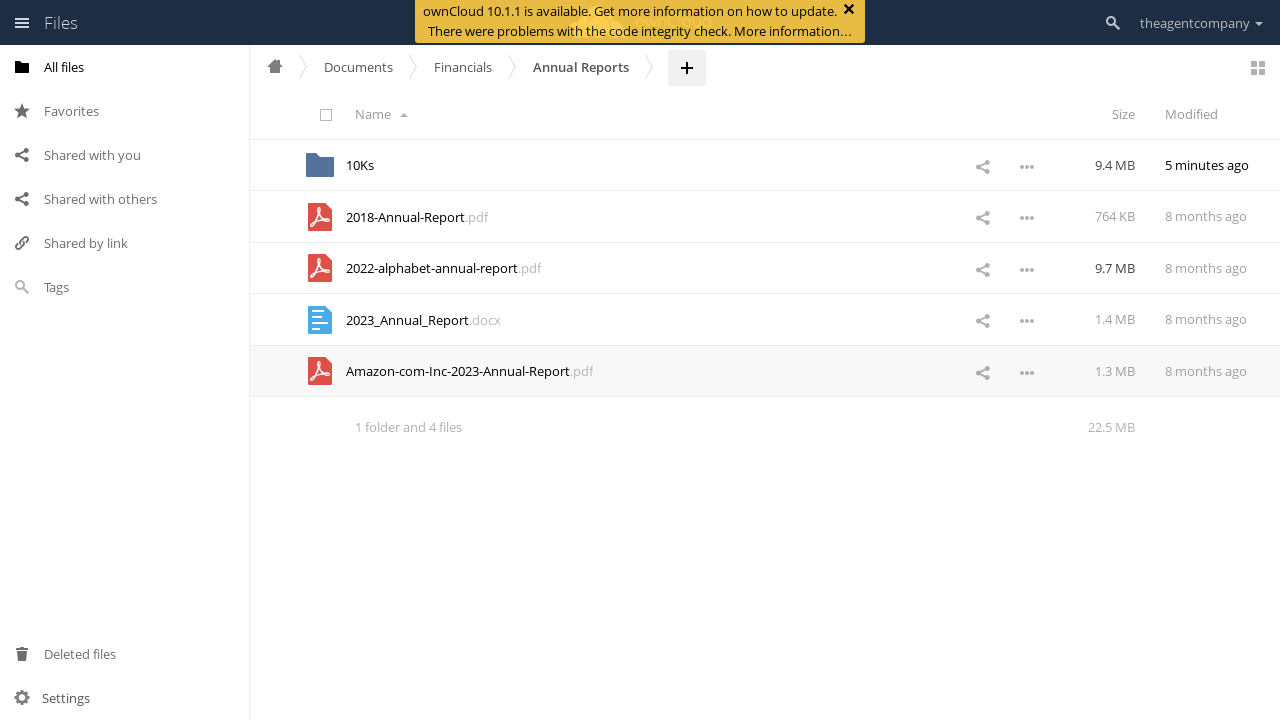 Files
ownCloud 10.1.1 is available. Get more information on how to update.
There were problems with the code integrity check. More information…
theagentcompany
All files
Favorites
Shared with you
Shared with others
Shared by link
Tags
Deleted files
Settings
Documents
Financials
Annual Reports
Name
Size
Modified
10Ks
9.4 MB
5 minutes ago
2018-Annual-Report.pdf
764 KB
8 months ago
2022-alphabet-annual-report.pdf
9.7 MB
8 months ago
2023_Annual_Report.docx
1.4 MB
8 months ago
Amazon-com-Inc-2023-Annual-Report.pdf
1.3 MB
8 months ago
1 folder and 4 files
22.5 MB